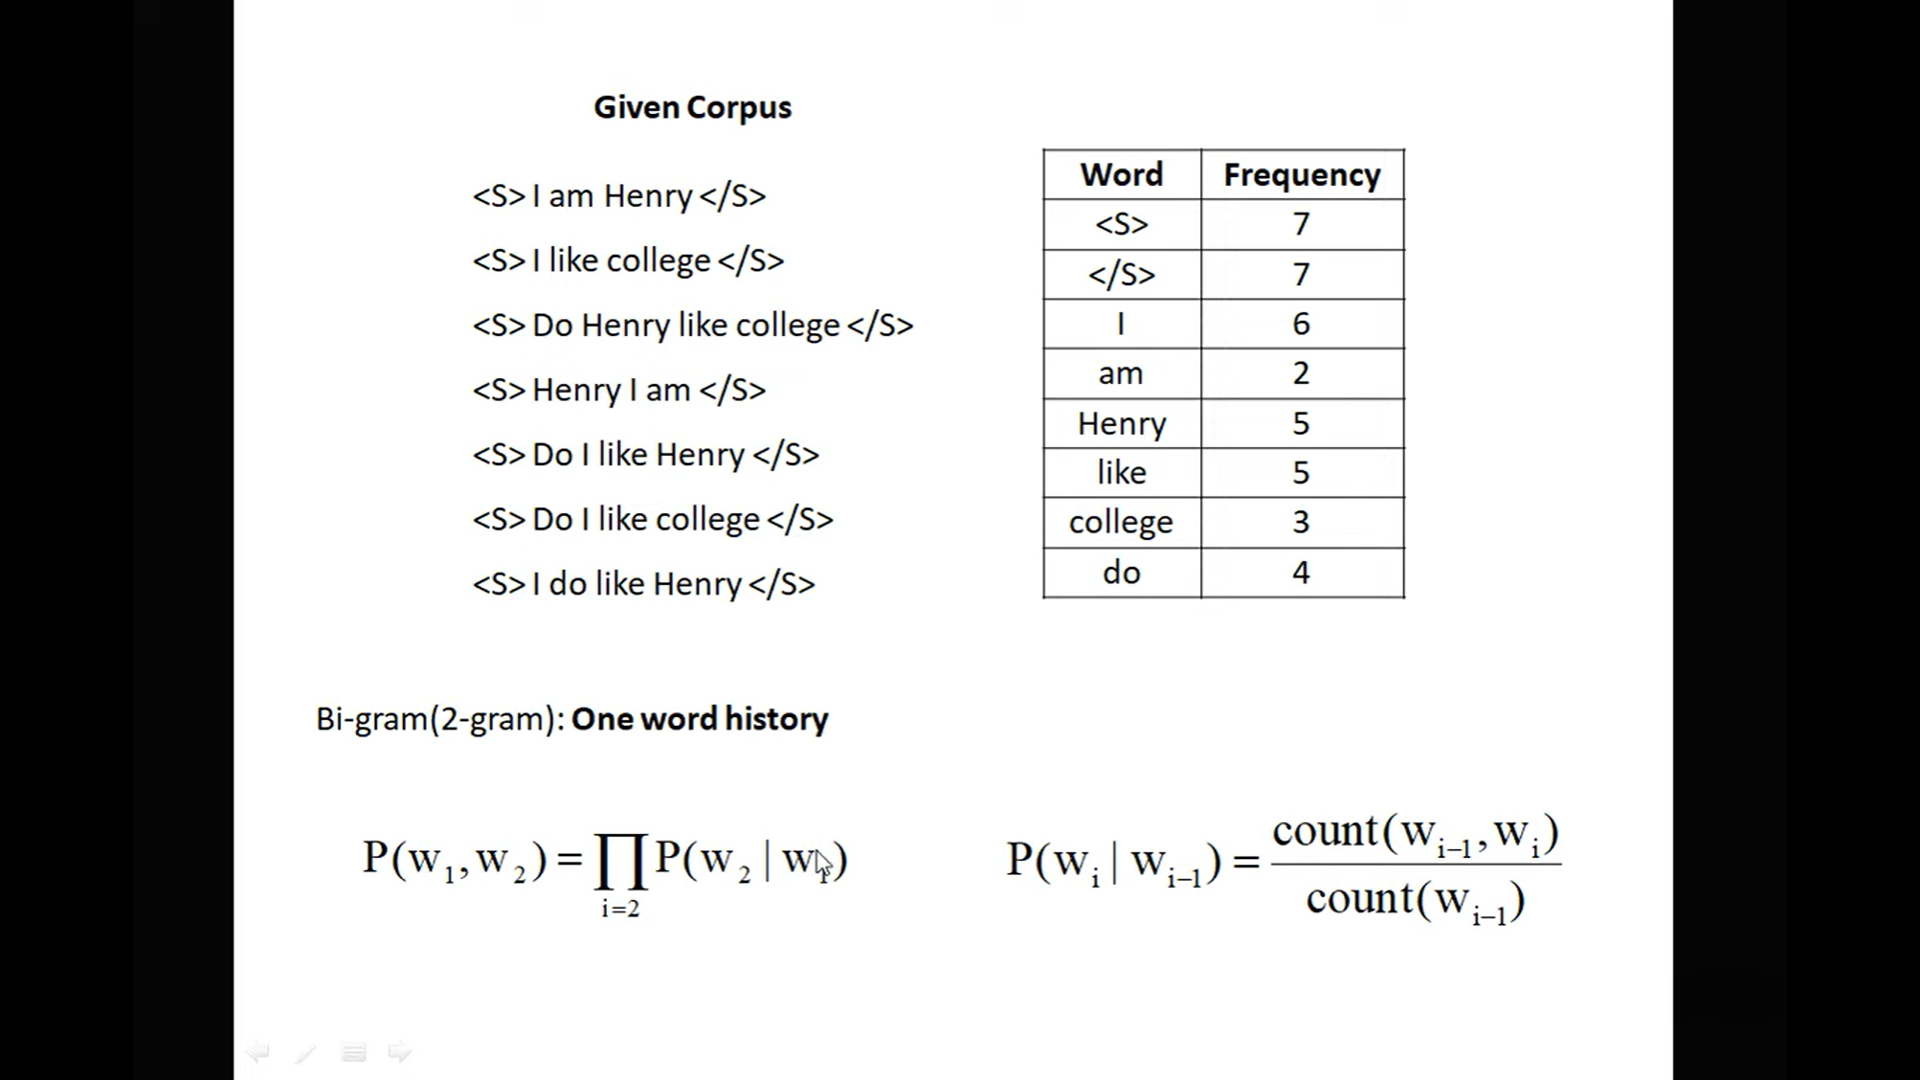 Given Corpus
<S> I am Henry </S>
<S> I like college </S>
<S> Do Henry like college </S>
<S> Henry I am </S>
<S> Do I like Henry </S>
<S> Do I like college </S>
<S> I do like Henry </S>
Word Frequency
<S> 7
</S> 7
I 6
am 2
Henry 5
like 5
college 3
do 4
Bi-gram(2-gram): One word history
P(w₁, w₂) = ∏ i=2 P(w₂ | w₁)
P(wᵢ | wᵢ₋₁) = count(wᵢ₋₁, wᵢ) / count(wᵢ₋₁)